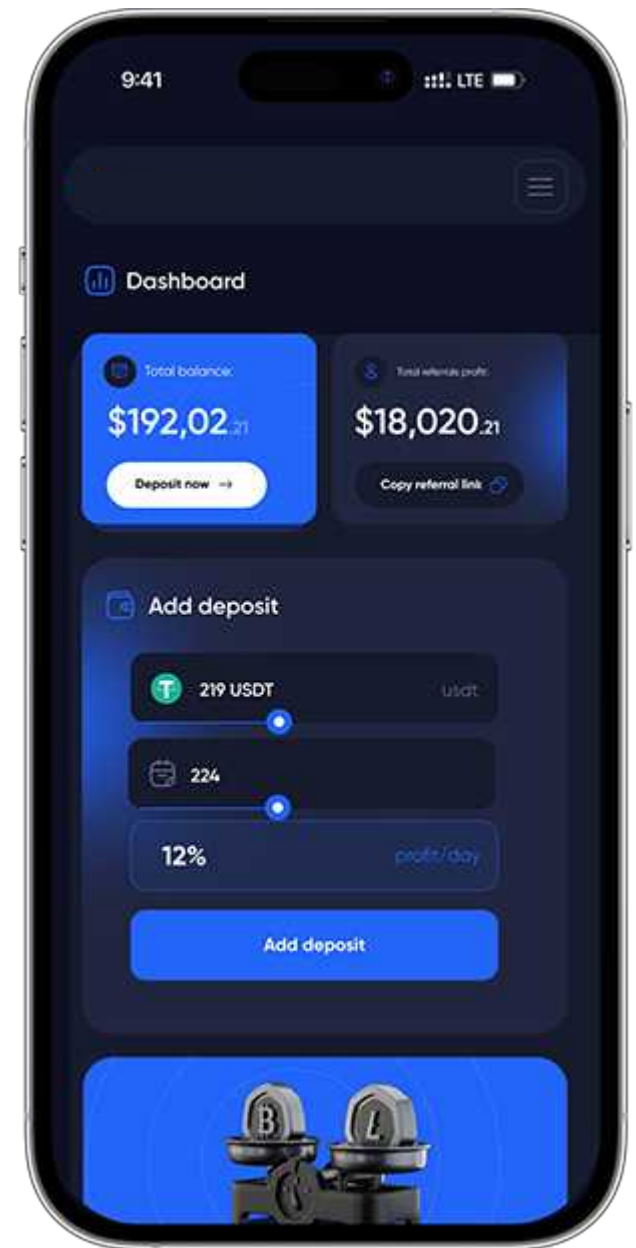 9:41 LTE
Dashboard
Total balance:
$192,02.21
Deposit now →
Total referrals profit:
$18,020.21
Copy referral link
Add deposit
219 USDT usdt
224
12% profit/day
Add deposit